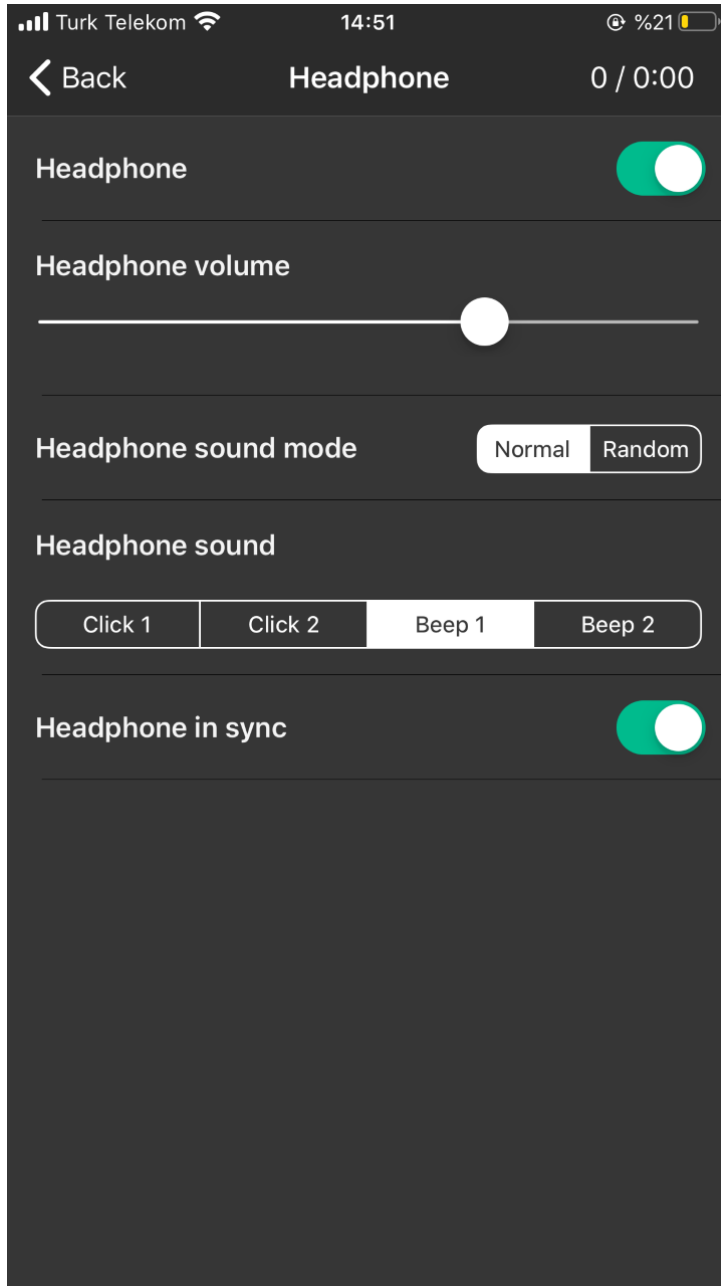 Turk Telekom 14:51 %21
Back Headphone 0 / 0:00
Headphone
Headphone volume
Headphone sound mode Normal Random
Headphone sound
Click 1 Click 2 Beep 1 Beep 2
Headphone in sync